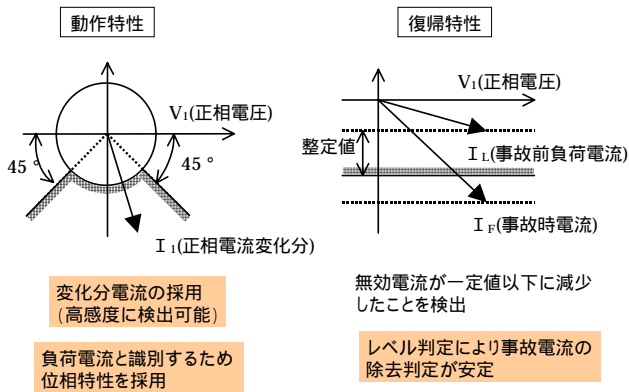 動作特性
V₁(正相電圧)
45°
45°
Ｉ₁(正相電流変化分)
変化分電流の採用
(高感度に検出可能)
負荷電流と識別するため
位相特性を採用
復帰特性
V₁(正相電圧)
整定値
Ｉ_L(事故前負荷電流)
Ｉ_F(事故時電流)
無効電流が一定値以下に減少
したことを検出
レベル判定により事故電流の
除去判定が安定